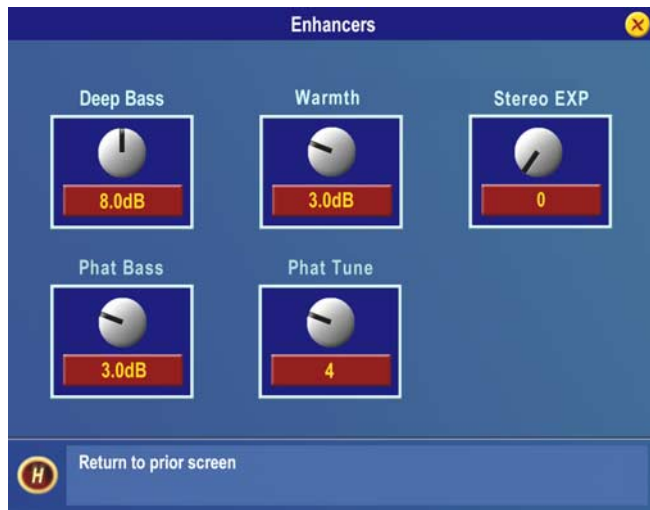 Enhancers
Deep Bass
Warmth
Stereo EXP
8.0dB
3.0dB
0
Phat Bass
Phat Tune
3.0dB
4
H
Return to prior screen